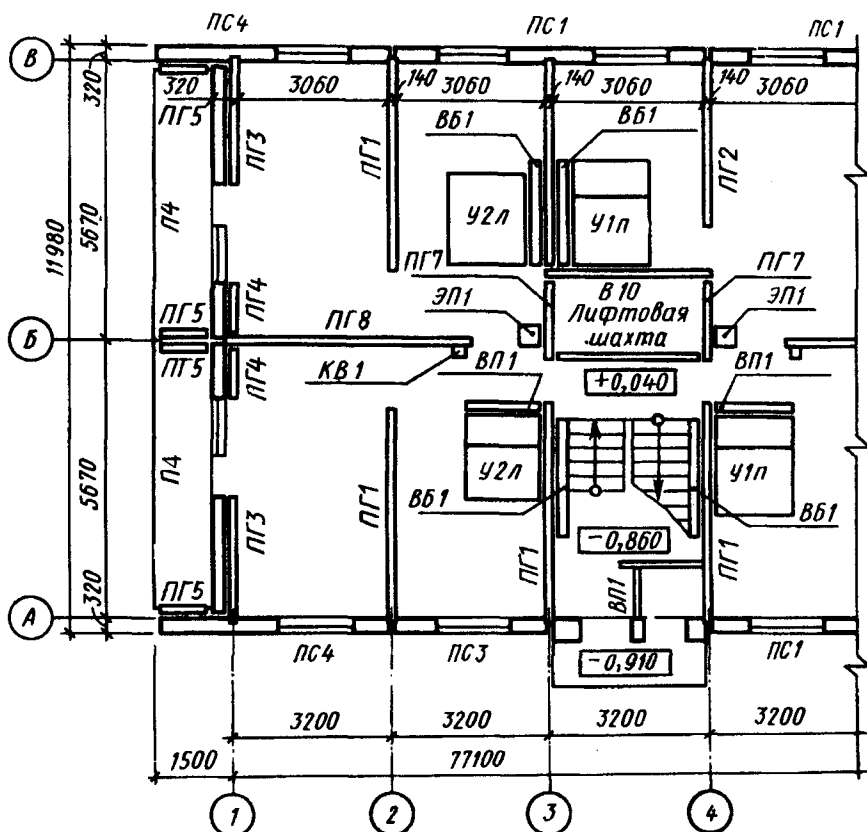 ПС4 ПС1 ПС1
В
320 320 3060 140 3060 140 140 3060
ПГ5 ВБ1 ВБ1
ПГ3 ПГ1 ПГ2
У2л У1п
11980 5670 П4
ПГ7 ПГ7
ПГ5 ПГ4 ЭП1 В10 ЭП1
Б
ПГ8 Лифтовая
шахта
ПТ5 ПГ4 КВ1 ВП1 ВП1
+0,040
П4 У2л У1п
5670 ВБ1 ВБ1
ПГ3 ПГ1 ПГ1 ПГ1
-0,860
ВП1
320 ПГ5
А
ПС4 ПС3 -0,910 ПС1
3200 3200 3200 3200
1500 77100
1 2 3 4